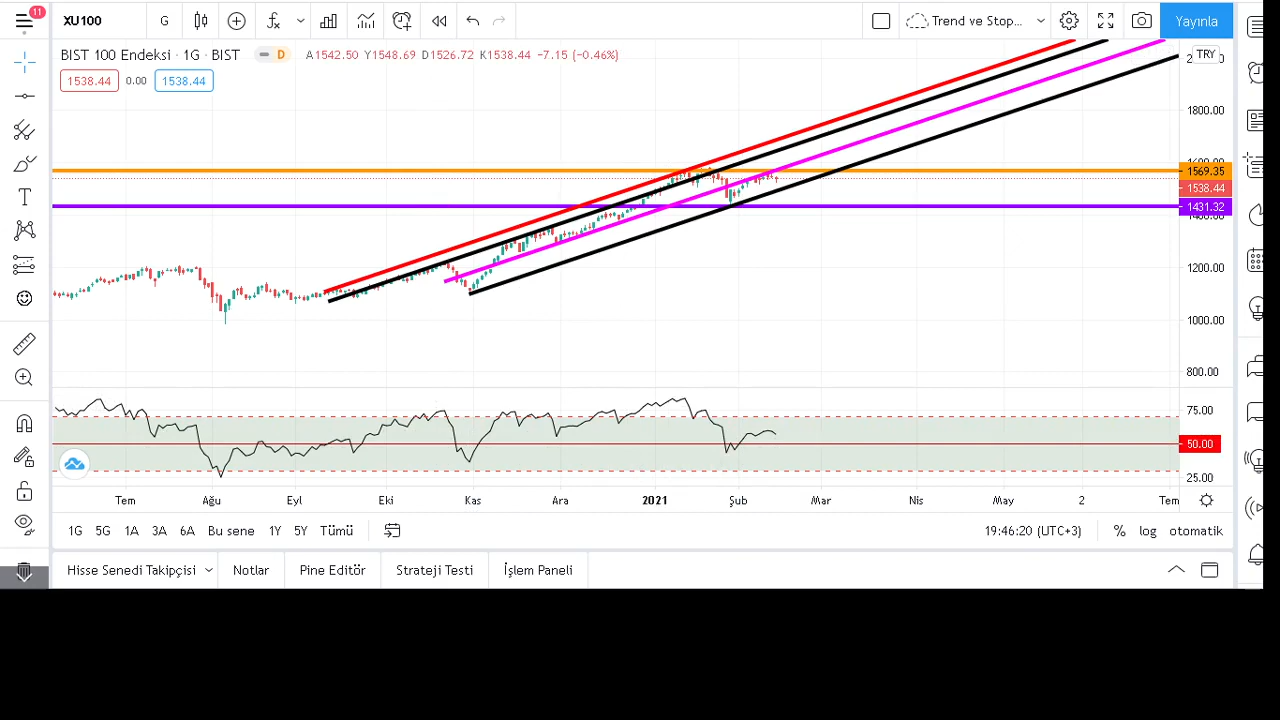 11
XU100 G Trend ve Stop... Yayınla
BIST 100 Endeksi · 1G · BIST D A1542.50 Y1548.69 D1526.72 K1538.44 −7.15 (−0.46%)
1538.44 0.00 1538.44
TRY
1800.00
1569.35
1538.44
1431.32
1200.00
1000.00
800.00
75.00
50.00
25.00
Tem Ağu Eyl Eki Kas Ara 2021 Şub Mar Nis May 2 Tem
1G 5G 1A 3A 6A Bu sene 1Y 5Y Tümü 19:46:20 (UTC+3) % log otomatik
Hisse Senedi Takipçisi Notlar Pine Editör Strateji Testi İşlem Paneli